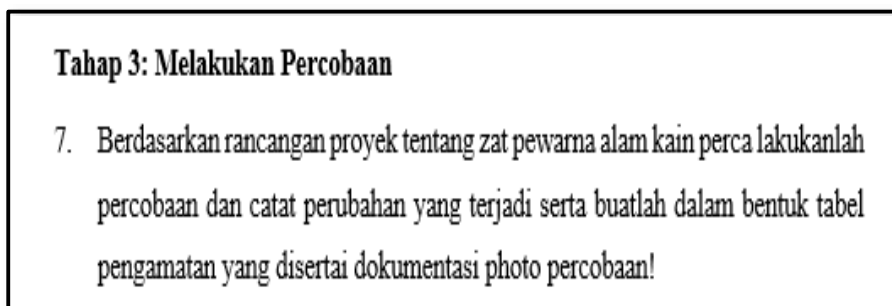 Tahap 3: Melakukan Percobaan
7. Berdasarkan rancangan proyek tentang zat pewarna alam kain perca lakukanlah
percobaan dan catat perubahan yang terjadi serta buatlah dalam bentuk tabel
pengamatan yang disertai dokumentasi photo percobaan!